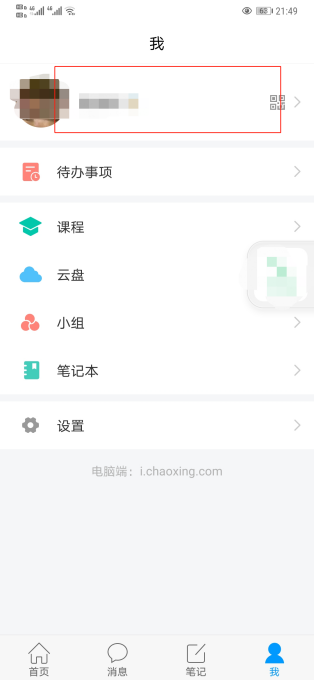 21:49
我
待办事项
课程
云盘
小组
笔记本
设置
电脑端：i.chaoxing.com
首页 消息 笔记 我